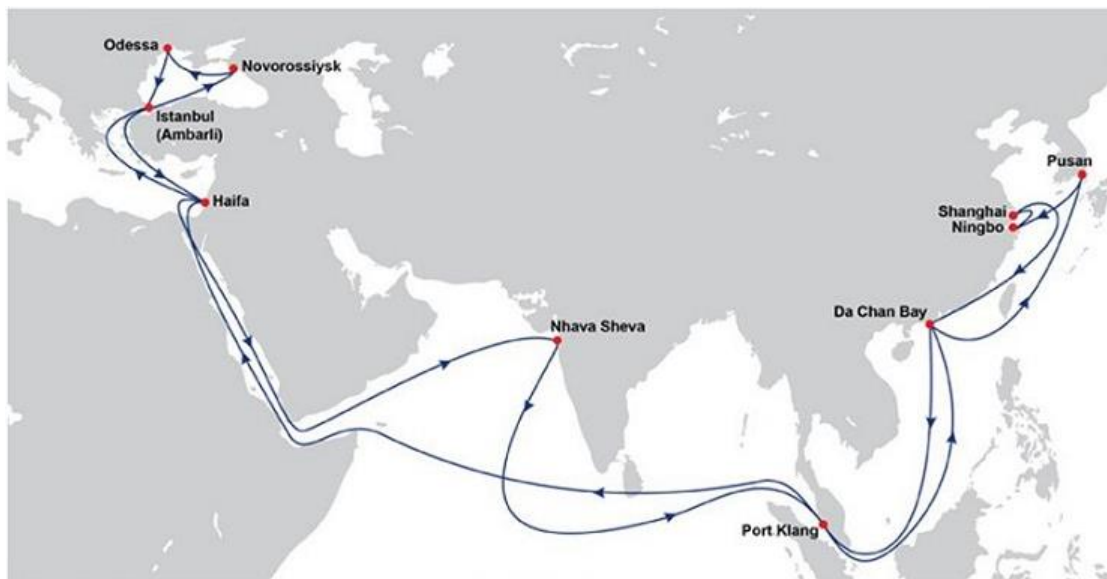 Odessa
Novorossiysk
Istanbul
(Ambarli)
Pusan
Haifa
Shanghai
Ningbo
Da Chan Bay
Nhava Sheva
Port Klang